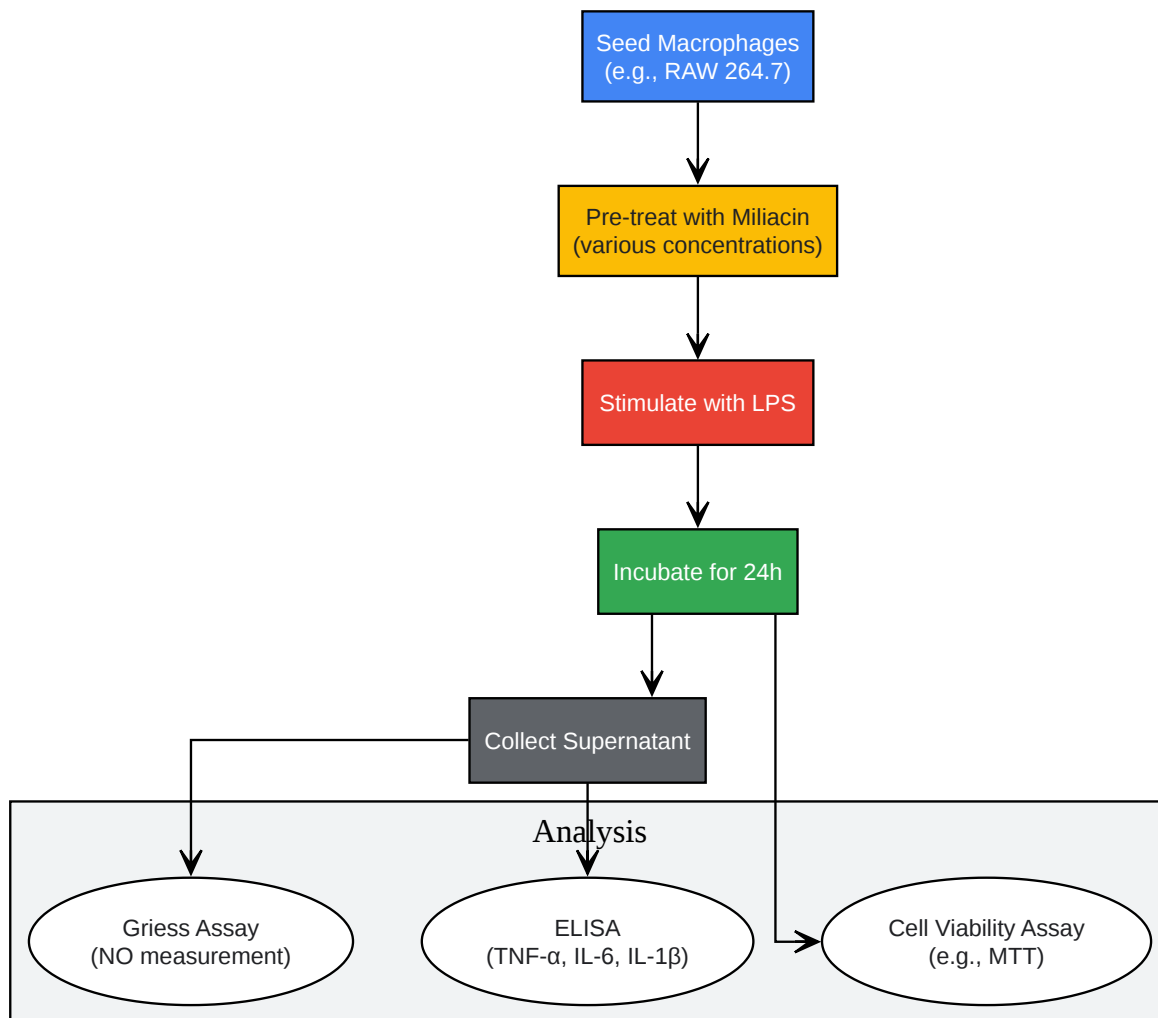 Seed Macrophages
(e.g., RAW 264.7)
Pre-treat with Miliacin
(various concentrations)
Stimulate with LPS
Incubate for 24h
Collect Supernatant
Analysis
Griess Assay
(NO measurement)
ELISA
(TNF-α, IL-6, IL-1β)
Cell Viability Assay
(e.g., MTT)